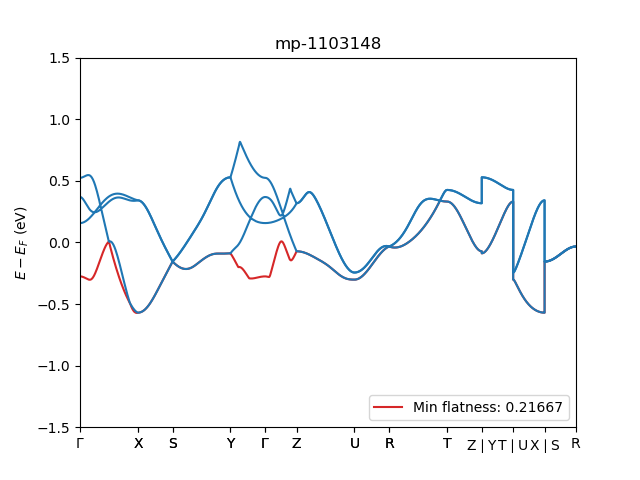 mp-1103148
1.5
1.0
0.5
0.0
−0.5
−1.0
−1.5
E − E_F (eV)
Min flatness: 0.21667
Γ X S Y Γ Z U R T Z | Y T | U X | S R